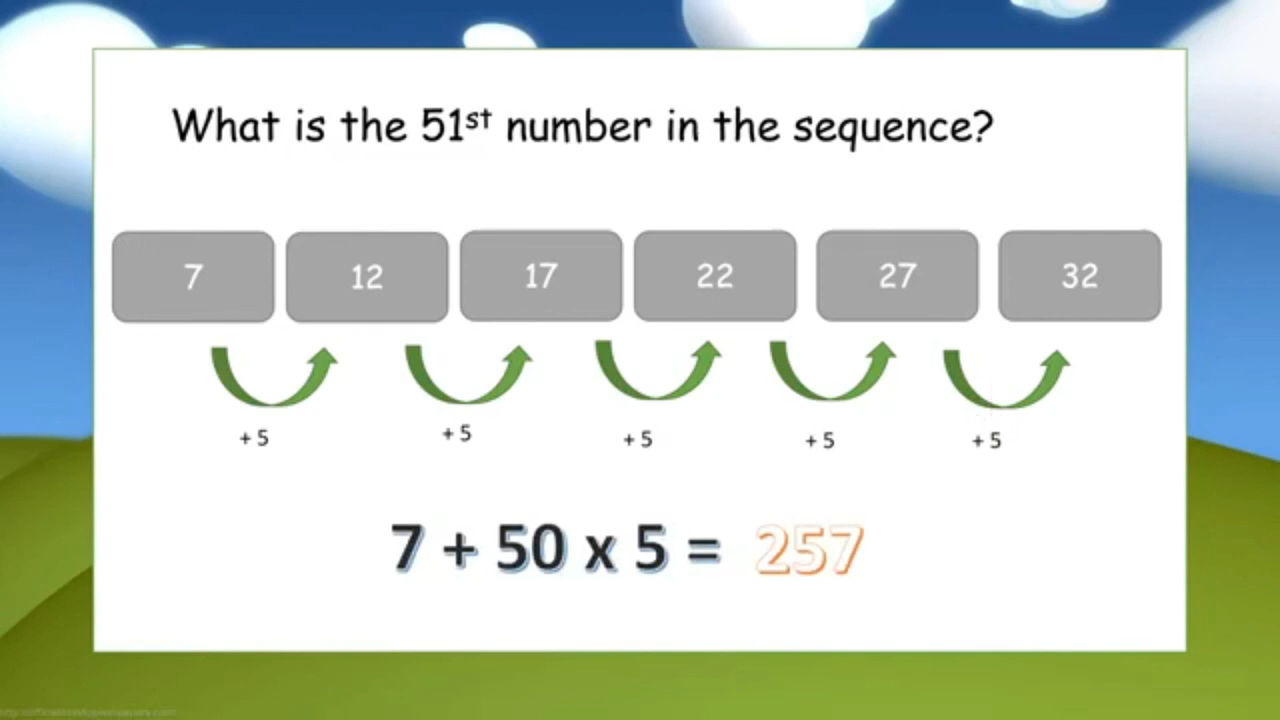 What is the 51st number in the sequence?
7 12 17 22 27 32
+ 5 + 5 + 5 + 5 + 5
7 + 50 x 5 = 257